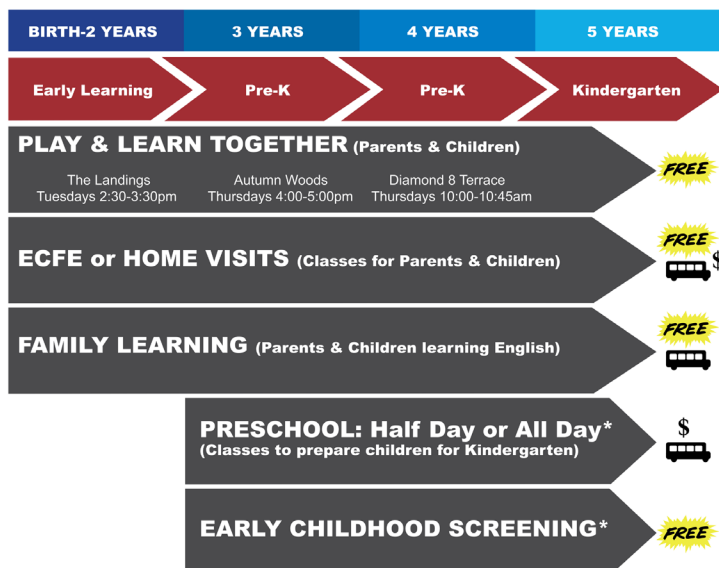 BIRTH-2 YEARS 3 YEARS 4 YEARS 5 YEARS
Early Learning Pre-K Pre-K Kindergarten
PLAY & LEARN TOGETHER (Parents & Children)
The Landings Autumn Woods Diamond 8 Terrace
Tuesdays 2:30-3:30pm Thursdays 4:00-5:00pm Thursdays 10:00-10:45am
FREE
ECFE or HOME VISITS (Classes for Parents & Children)
FREE
$
FAMILY LEARNING (Parents & Children learning English)
FREE
PRESCHOOL: Half Day or All Day*
(Classes to prepare children for Kindergarten)
$
EARLY CHILDHOOD SCREENING*
FREE